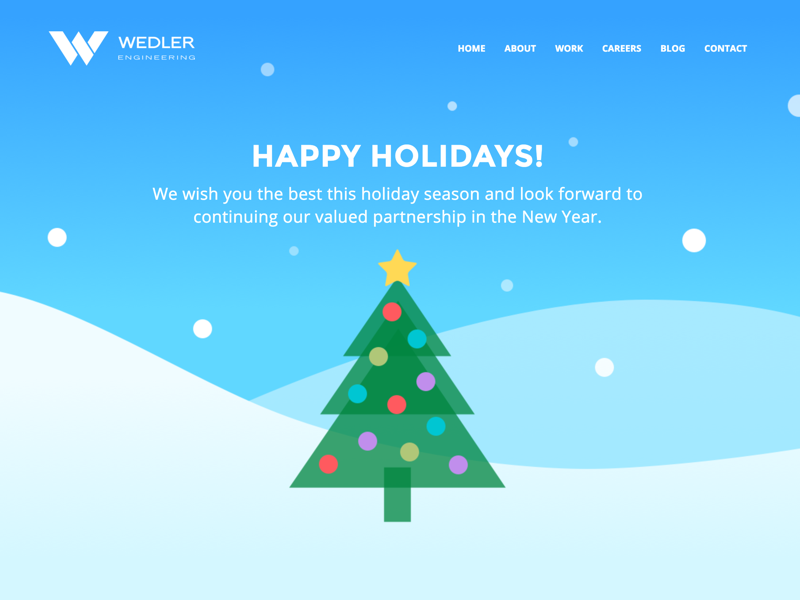 WEDLER
ENGINEERING
HOME ABOUT WORK CAREERS BLOG CONTACT
HAPPY HOLIDAYS!
We wish you the best this holiday season and look forward to
continuing our valued partnership in the New Year.